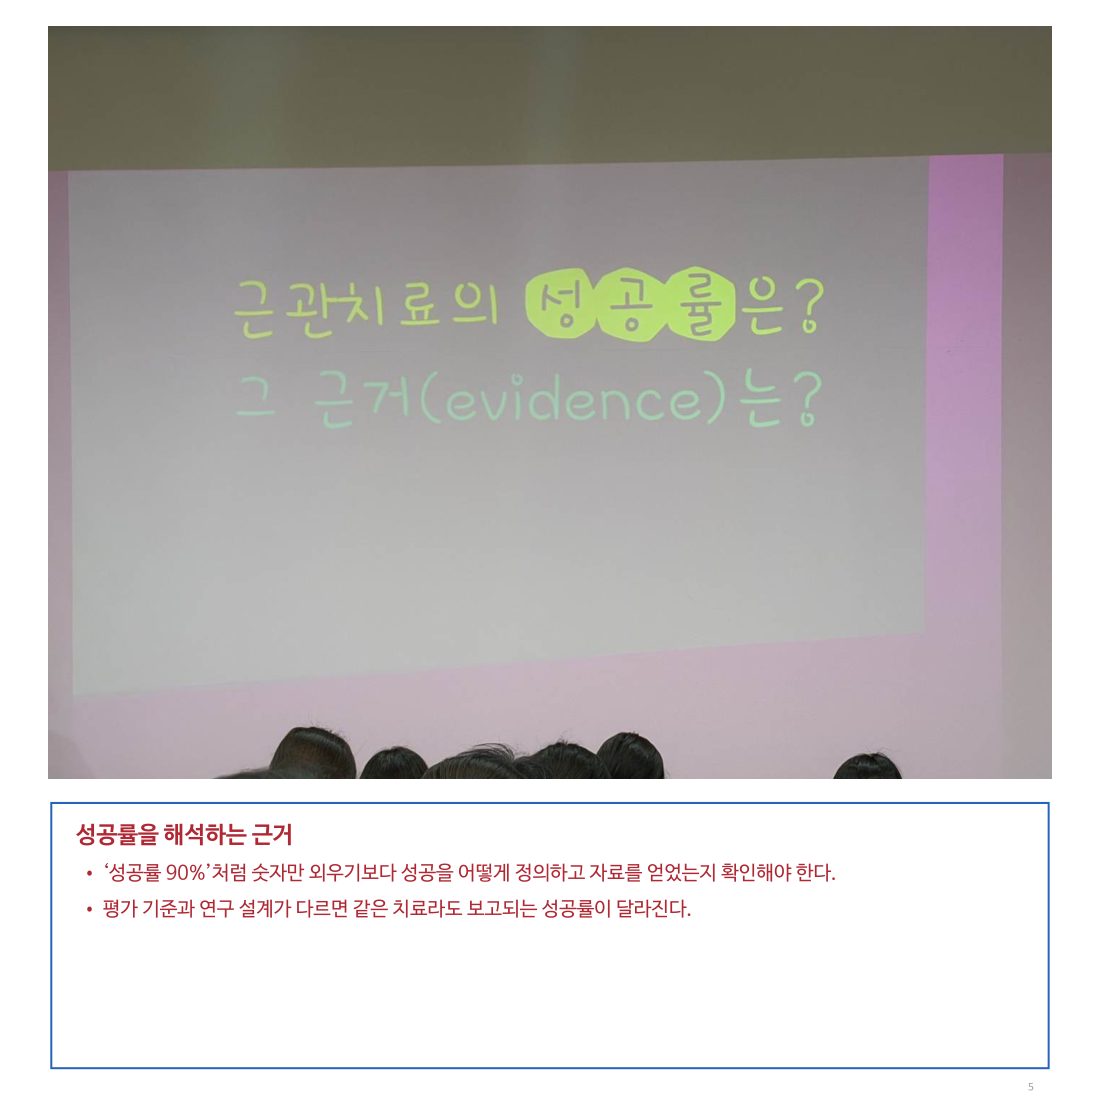 근관치료의 성공률은?
그 근거(evidence)는?
성공률을 해석하는 근거
• ‘성공률 90%’처럼 숫자만 외우기보다 성공을 어떻게 정의하고 자료를 얻었는지 확인해야 한다.
• 평가 기준과 연구 설계가 다르면 같은 치료라도 보고되는 성공률이 달라진다.
5